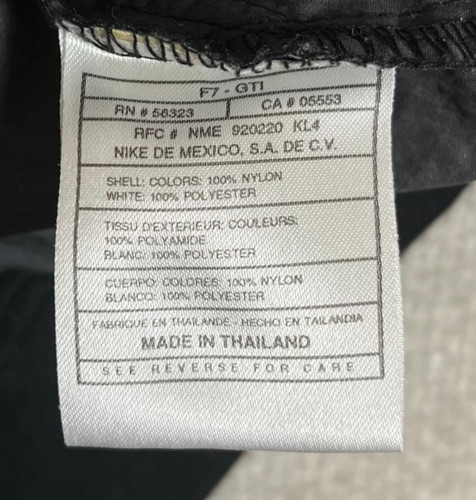 F7 - GTI
RN # 56323 CA # 05553
RFC # NME 920220 KL4
NIKE DE MEXICO, S.A. DE C.V.
SHELL: COLORS: 100% NYLON
WHITE: 100% POLYESTER
TISSU D'EXTERIEUR: COULEURS:
100% POLYAMIDE
BLANC: 100% POLYESTER
CUERPO: COLORES: 100% NYLON
BLANCO: 100% POLYESTER
FABRIQUE EN THAILANDE - HECHO EN TAILANDIA
MADE IN THAILAND
SEE REVERSE FOR CARE